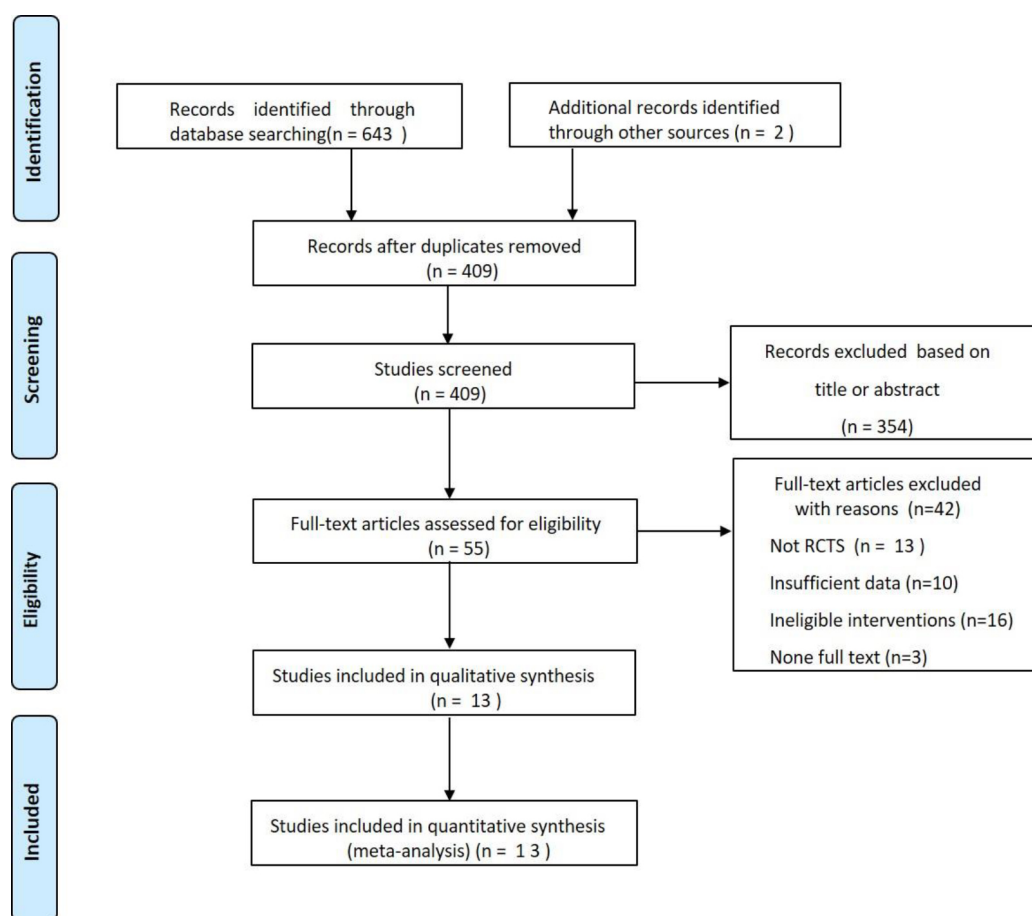 Identification
Records identified through
database searching(n = 643 )
Additional records identified
through other sources (n = 2 )
Records after duplicates removed
(n = 409)
Screening
Studies screened
(n = 409)
Records excluded based on
title or abstract
(n = 354)
Eligibility
Full-text articles assessed for eligibility
(n = 55)
Full-text articles excluded
with reasons (n=42)
Not RCTS (n = 13 )
Insufficient data (n=10)
Ineligible interventions (n=16)
None full text (n=3)
Studies included in qualitative synthesis
(n = 13 )
Included
Studies included in quantitative synthesis
(meta-analysis) (n = 1 3 )